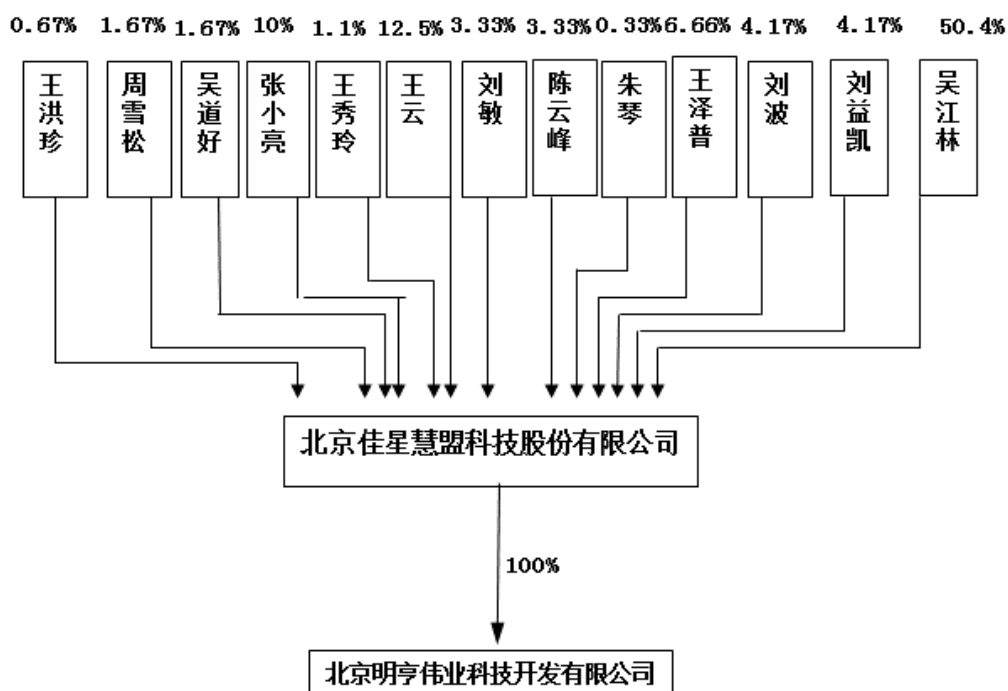 0.67% 1.67% 1.67% 10% 1.1% 12.5% 3.33% 3.33% 0.33% 6.66% 4.17% 4.17% 50.4%
王洪珍
周雪松
吴道好
张小亮
王秀玲
王云
刘敏
陈云峰
朱琴
王泽普
刘波
刘益凯
吴江林
北京佳星慧盟科技股份有限公司
100%
北京明亨伟业科技开发有限公司